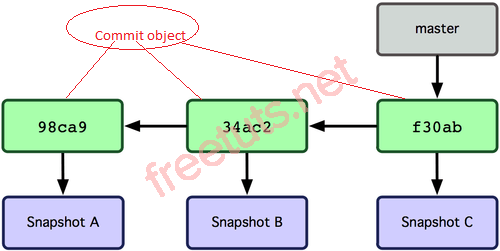 Commit object
master
98ca9
34ac2
f30ab
freetuts.net
Snapshot A
Snapshot B
Snapshot C